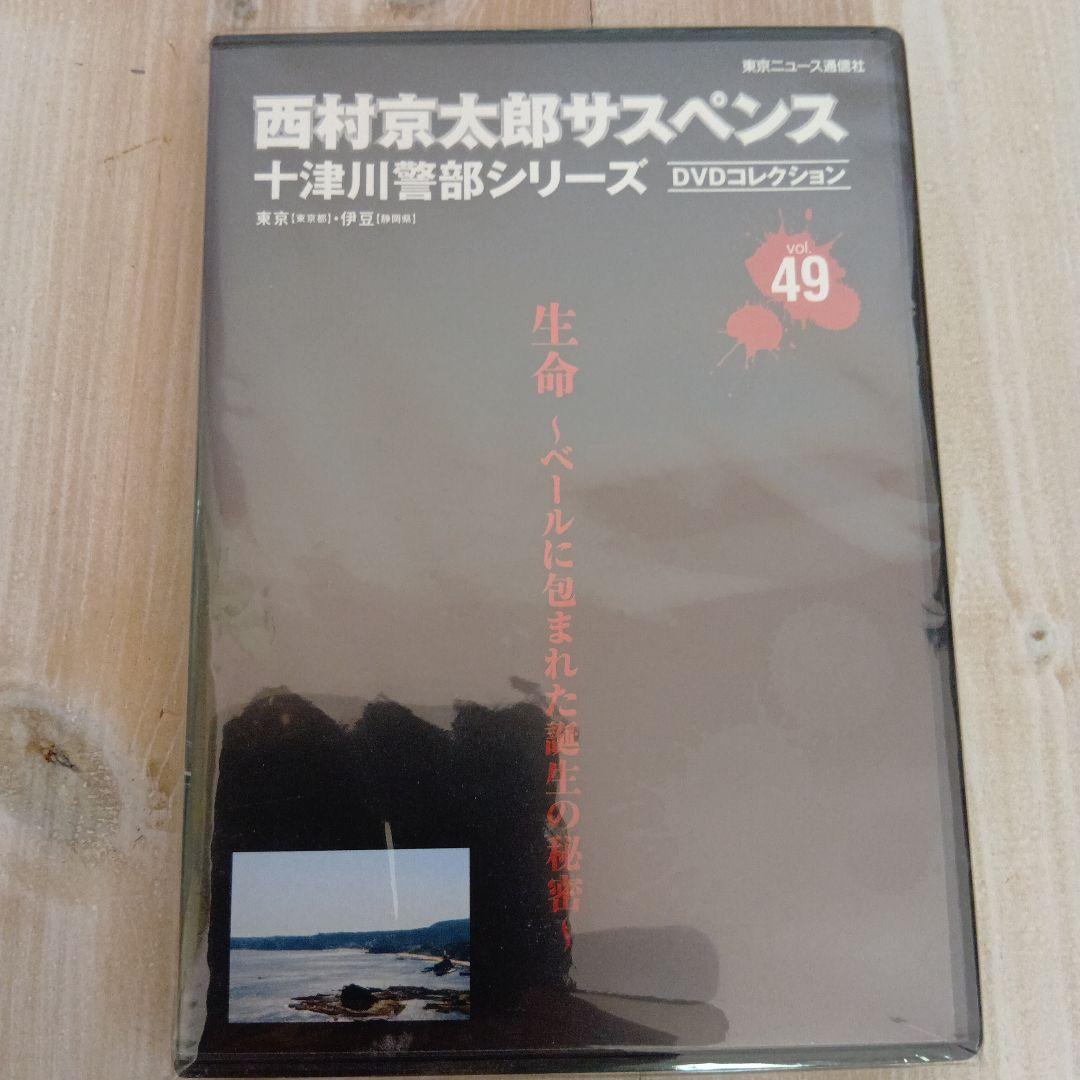 東京ニュース通信社
西村京太郎サスペンス
十津川警部シリーズ DVDコレクション
東京【東京都】・伊豆【静岡県】
vol.
49
生命 ～ベールに包まれた誕生の秘密～